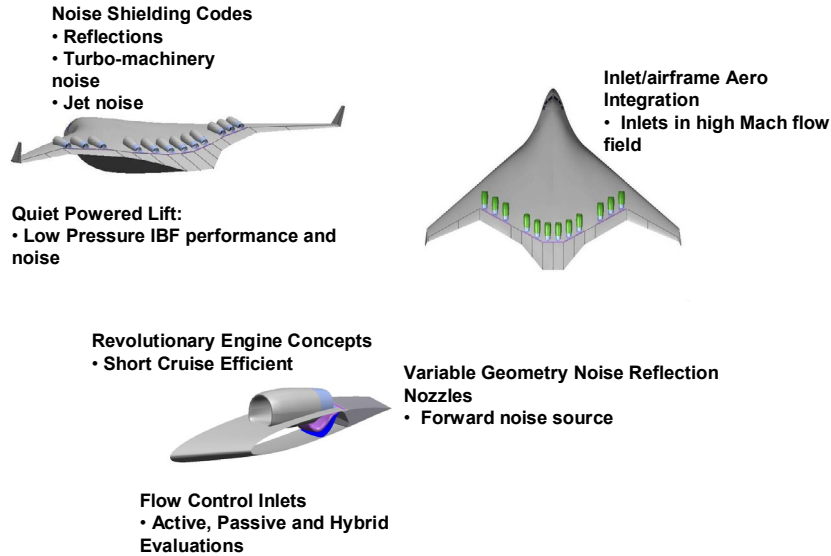 Noise Shielding Codes
• Reflections
• Turbo-machinery
noise
• Jet noise
Inlet/airframe Aero
Integration
• Inlets in high Mach flow
field
Quiet Powered Lift:
• Low Pressure IBF performance and
noise
Revolutionary Engine Concepts
• Short Cruise Efficient
Variable Geometry Noise Reflection
Nozzles
• Forward noise source
Flow Control Inlets
• Active, Passive and Hybrid
Evaluations